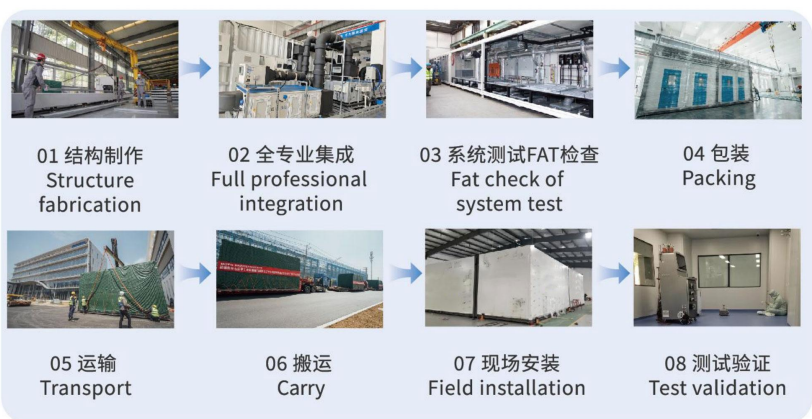 01 结构制作
Structure
fabrication
02 全专业集成
Full professional
integration
03 系统测试FAT检查
Fat check of
system test
04 包装
Packing
05 运输
Transport
06 搬运
Carry
07 现场安装
Field installation
08 测试验证
Test validation